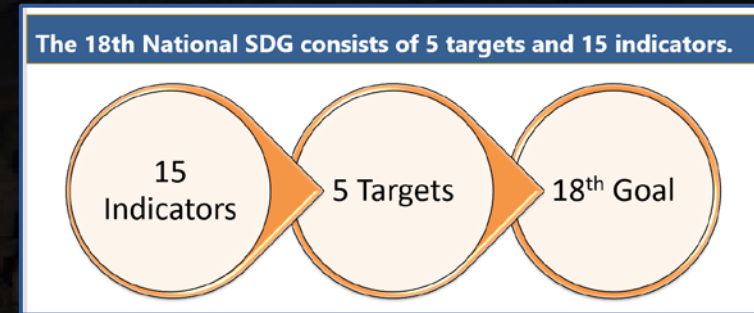 The 18th National SDG consists of 5 targets and 15 indicators.
15
Indicators
5 Targets
18th Goal